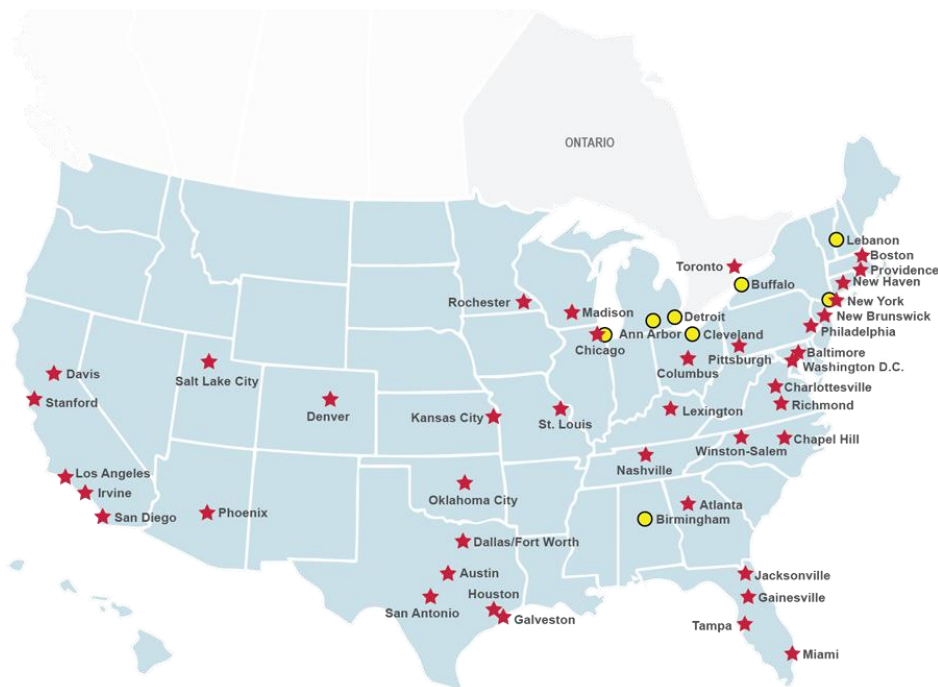 ONTARIO
Lebanon
Boston
Toronto
Providence
New Haven
Buffalo
Rochester
New York
Madison
Detroit
New Brunswick
Ann Arbor
Cleveland
Philadelphia
Chicago
Baltimore
Pittsburgh
Columbus
Washington D.C.
Davis
Salt Lake City
Charlottesville
Stanford
Denver
Kansas City
St. Louis
Lexington
Richmond
Chapel Hill
Winston-Salem
Nashville
Los Angeles
Irvine
Oklahoma City
Atlanta
San Diego
Phoenix
Birmingham
Dallas/Fort Worth
Austin
Jacksonville
Houston
Gainesville
San Antonio
Galveston
Tampa
Miami